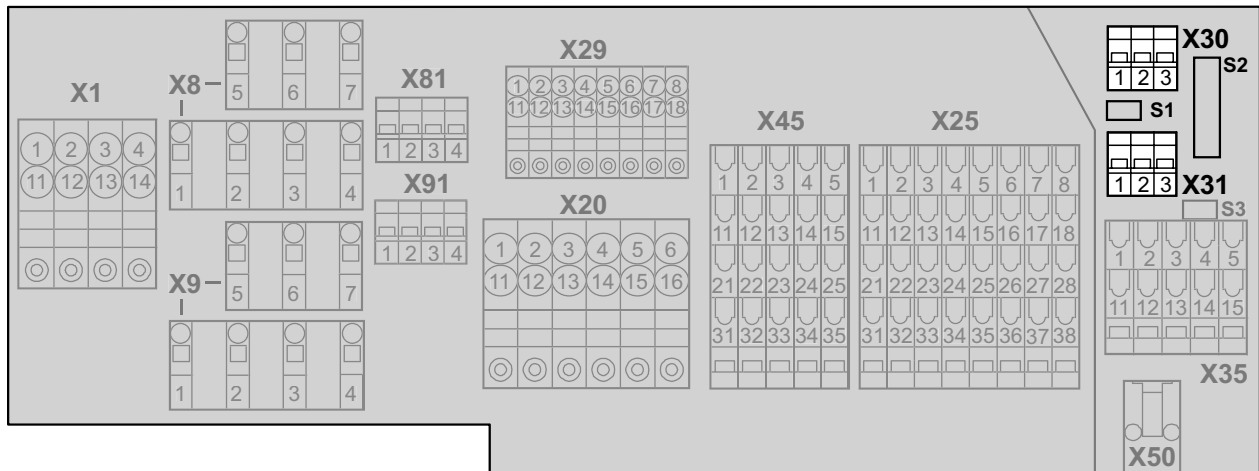 X1
1 2 3 4
11 12 13 14
X8
5 6 7
1 2 3 4
X9
5 6 7
1 2 3 4
X81
1 2 3 4
X91
1 2 3 4
X29
1 2 3 4 5 6 7 8
11 12 13 14 15 16 17 18
X20
1 2 3 4 5 6
11 12 13 14 15 16
X45
1 2 3 4 5
11 12 13 14 15
21 22 23 24 25
31 32 33 34 35
X25
1 2 3 4 5 6 7 8
11 12 13 14 15 16 17 18
21 22 23 24 25 26 27 28
31 32 33 34 35 36 37 38
X30
1 2 3
S2
S1
1 2 3
X31
S3
1 2 3 4 5
11 12 13 14 15
X35
X50